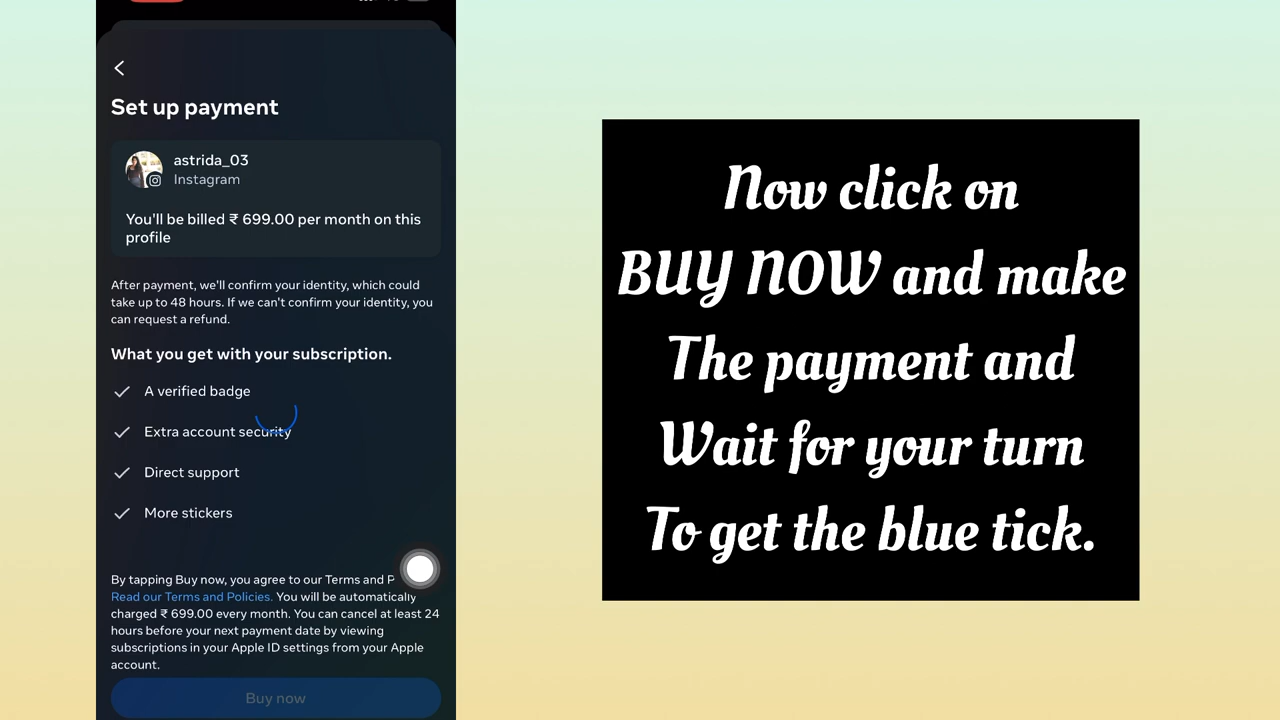 Set up payment
astrida_03
Instagram
You'll be billed ₹ 699.00 per month on this
profile
After payment, we'll confirm your identity, which could
take up to 48 hours. If we can't confirm your identity, you
can request a refund.
What you get with your subscription.
A verified badge
Extra account security
Direct support
More stickers
By tapping Buy now, you agree to our Terms and P
Read our Terms and Policies. You will be automatically
charged ₹ 699.00 every month. You can cancel at least 24
hours before your next payment date by viewing
subscriptions in your Apple ID settings from your Apple
account.
Buy now
Now click on
BUY NOW and make
The payment and
Wait for your turn
To get the blue tick.